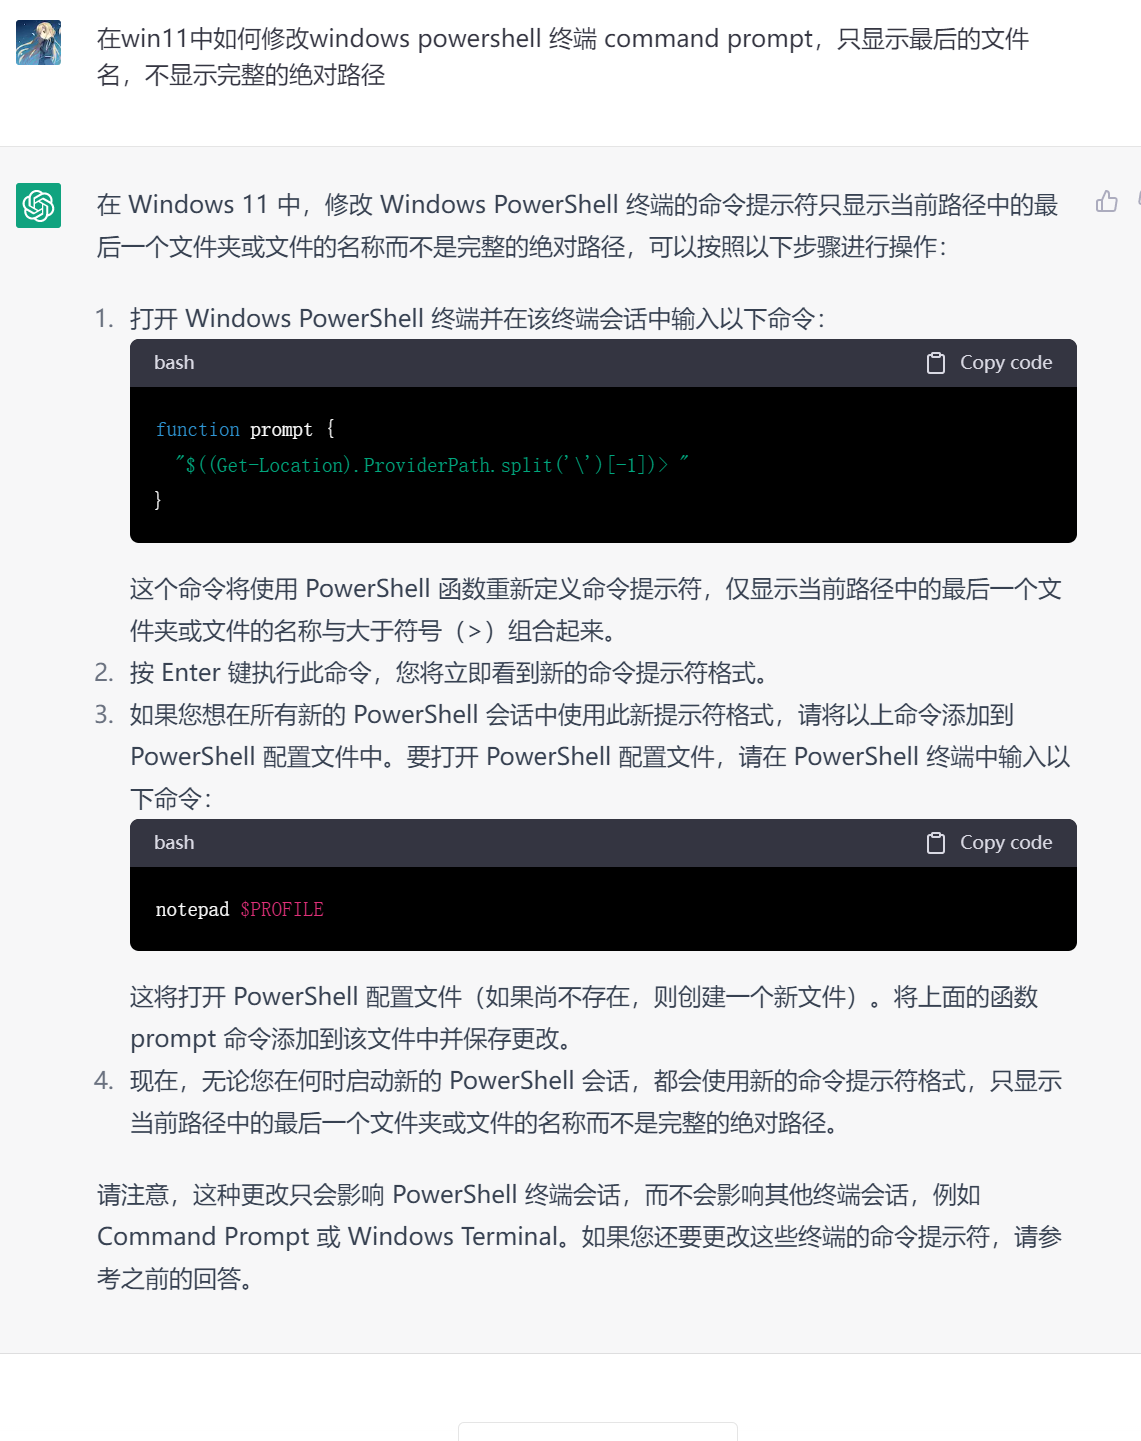 在win11中如何修改windows powershell 终端 command prompt，只显示最后的文件
名，不显示完整的绝对路径
在 Windows 11 中，修改 Windows PowerShell 终端的命令提示符只显示当前路径中的最
后一个文件夹或文件的名称而不是完整的绝对路径，可以按照以下步骤进行操作：
1. 打开 Windows PowerShell 终端并在该终端会话中输入以下命令：
bash
Copy code
function prompt {
"$((Get-Location).ProviderPath.split('\')[-1])> "
}
这个命令将使用 PowerShell 函数重新定义命令提示符，仅显示当前路径中的最后一个文
件夹或文件的名称与大于符号（>）组合起来。
2. 按 Enter 键执行此命令，您将立即看到新的命令提示符格式。
3. 如果您想在所有新的 PowerShell 会话中使用此新提示符格式，请将以上命令添加到
PowerShell 配置文件中。要打开 PowerShell 配置文件，请在 PowerShell 终端中输入以
下命令：
bash
Copy code
notepad $PROFILE
这将打开 PowerShell 配置文件（如果尚不存在，则创建一个新文件）。将上面的函数
prompt 命令添加到该文件中并保存更改。
4. 现在，无论您在何时启动新的 PowerShell 会话，都会使用新的命令提示符格式，只显示
当前路径中的最后一个文件夹或文件的名称而不是完整的绝对路径。
请注意，这种更改只会影响 PowerShell 终端会话，而不会影响其他终端会话，例如
Command Prompt 或 Windows Terminal。如果您还要更改这些终端的命令提示符，请参
考之前的回答。